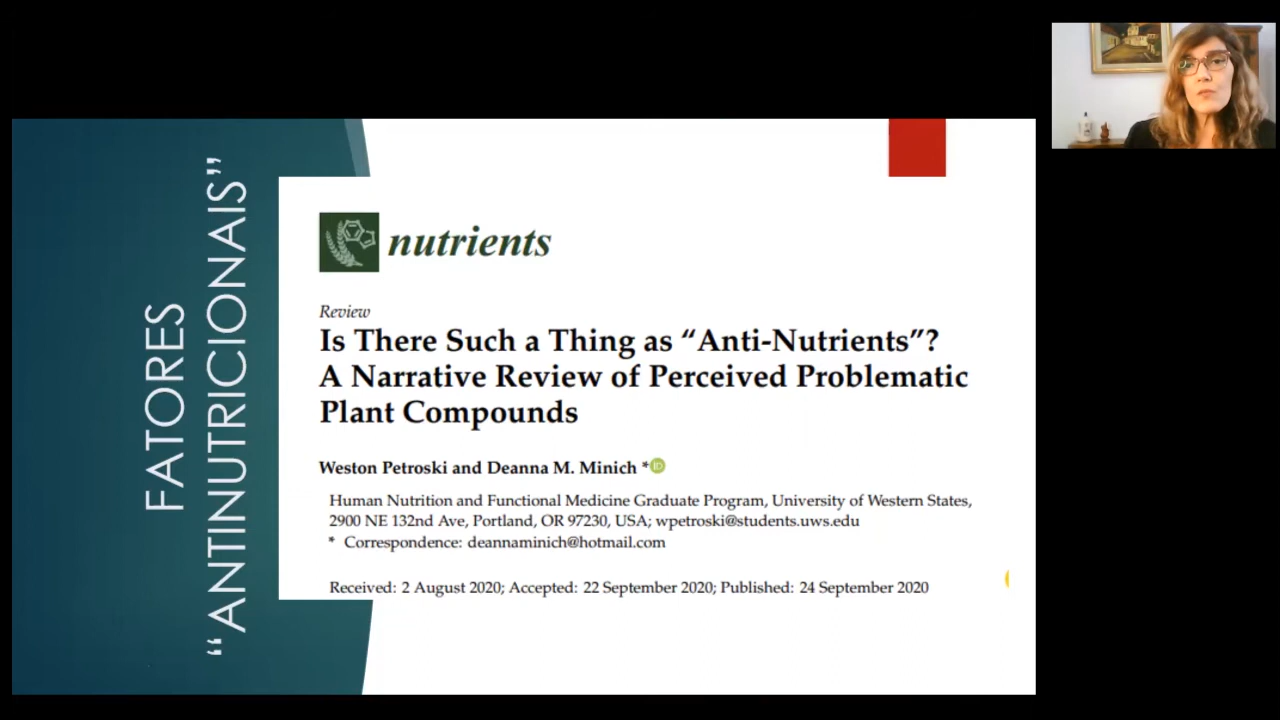 FATORES
“ANTINUTRICIONAIS”
nutrients
Review
Is There Such a Thing as “Anti-Nutrients”?
A Narrative Review of Perceived Problematic
Plant Compounds
Weston Petroski and Deanna M. Minich *
Human Nutrition and Functional Medicine Graduate Program, University of Western States,
2900 NE 132nd Ave, Portland, OR 97230, USA; wpetroski@students.uws.edu
* Correspondence: deannaminich@hotmail.com
Received: 2 August 2020; Accepted: 22 September 2020; Published: 24 September 2020